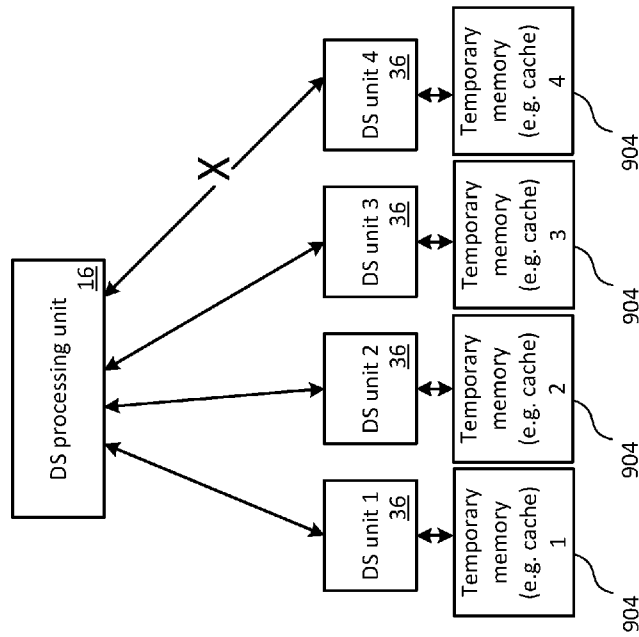 DS processing unit
16
X
DS unit 1
36
DS unit 2
36
DS unit 3
36
DS unit 4
36
Temporary
memory
(e.g. cache)
1
904
Temporary
memory
(e.g. cache)
2
904
Temporary
memory
(e.g. cache)
3
904
Temporary
memory
(e.g. cache)
4
904